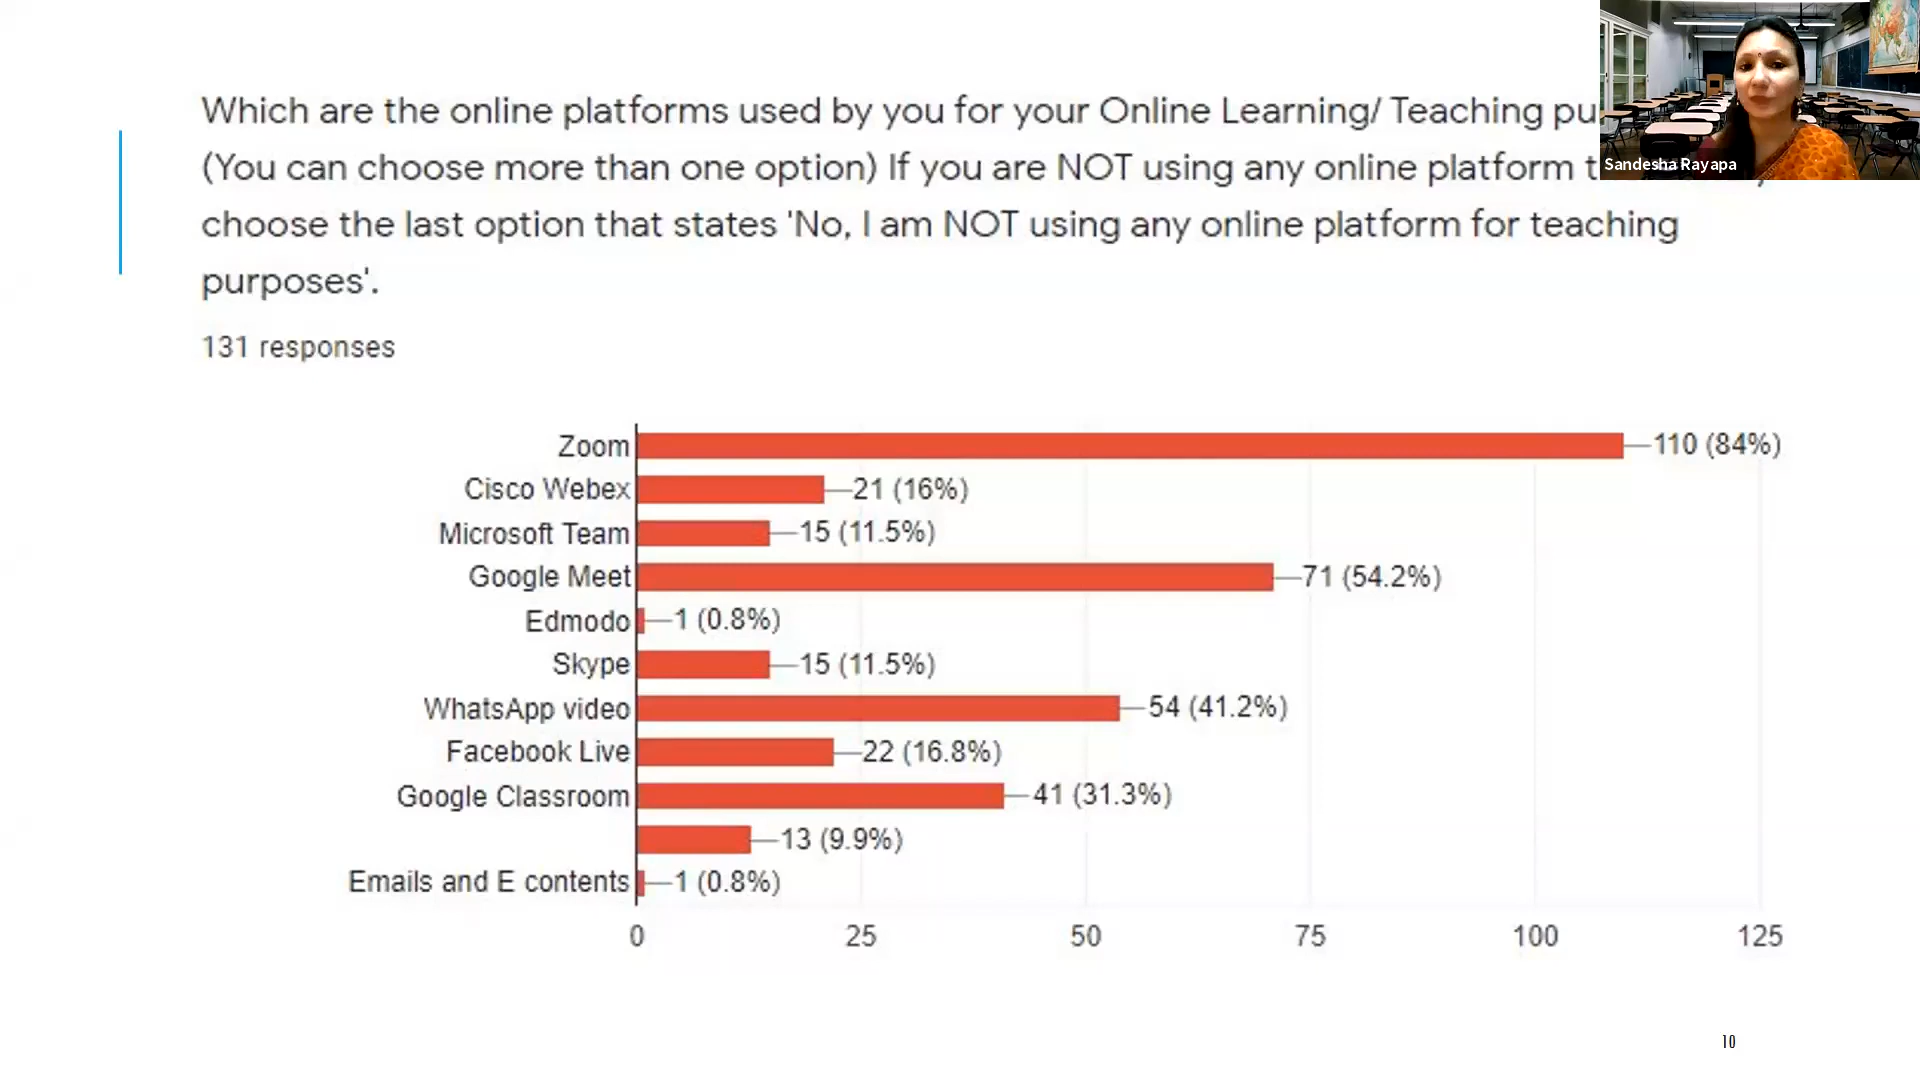 Which are the online platforms used by you for your Online Learning/ Teaching
(You can choose more than one option) If you are NOT using any online platform
choose the last option that states 'No, I am NOT using any online platform for teaching
purposes'.
131 responses
Sandesha Rayapa
Zoom 110 (84%)
Cisco Webex 21 (16%)
Microsoft Team 15 (11.5%)
Google Meet 71 (54.2%)
Edmodo 1 (0.8%)
Skype 15 (11.5%)
WhatsApp video 54 (41.2%)
Facebook Live 22 (16.8%)
Google Classroom 41 (31.3%)
13 (9.9%)
Emails and E contents 1 (0.8%)
0 25 50 75 100 125
10